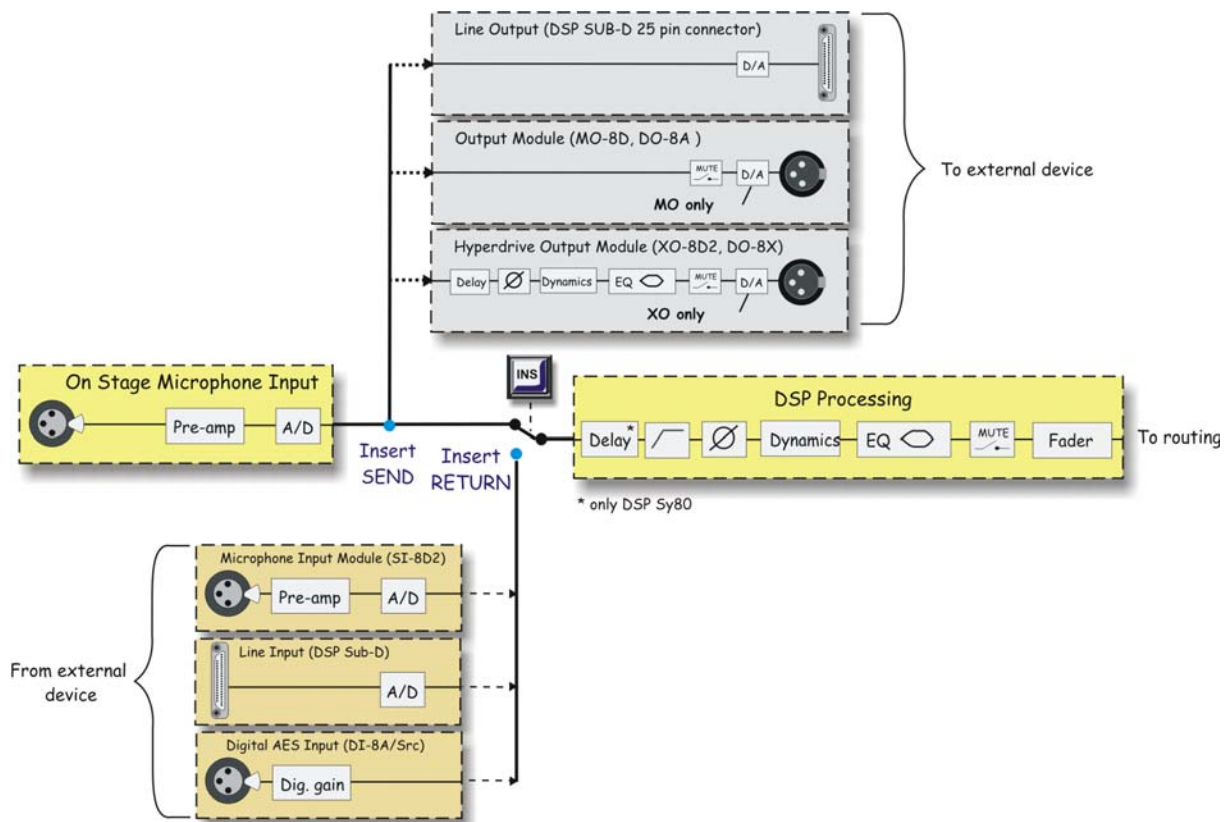 Line Output (DSP SUB-D 25 pin connector)
D/A
Output Module (MO-8D, DO-8A )
MUTE
D/A
MO only
To external device
Hyperdrive Output Module (XO-8D2, DO-8X)
Delay
Dynamics
EQ
MUTE
D/A
XO only
INS
On Stage Microphone Input
Pre-amp
A/D
Insert
SEND
Insert
RETURN
DSP Processing
Delay*
Dynamics
EQ
MUTE
Fader
To routing
* only DSP Sy80
From external
device
Microphone Input Module (SI-8D2)
Pre-amp
A/D
Line Input (DSP Sub-D)
A/D
Digital AES Input (DI-8A/Src)
Dig. gain